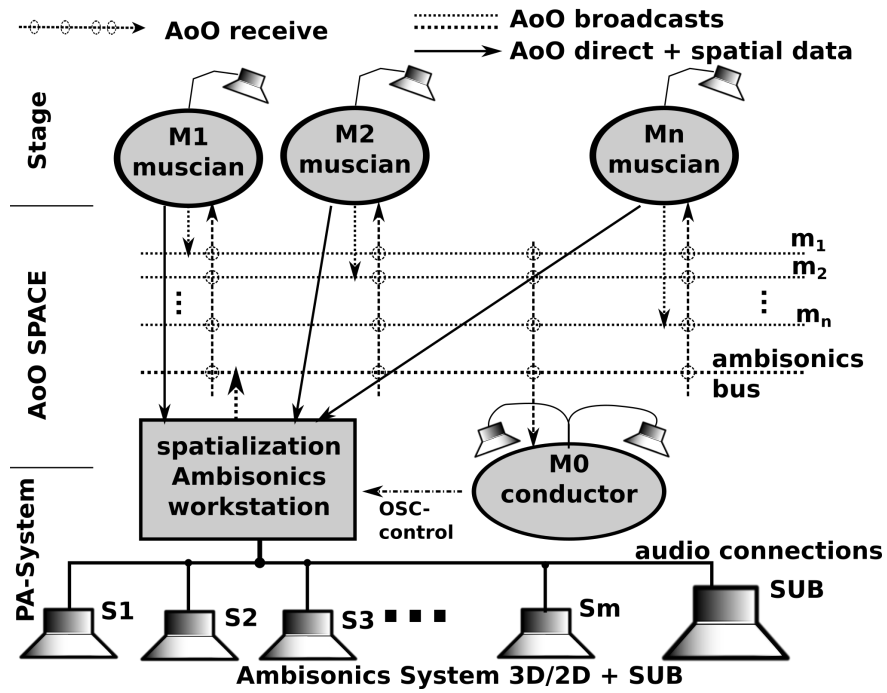 AoO receive
AoO broadcasts
AoO direct + spatial data
Stage
M1
muscian
M2
muscian
Mn
muscian
AoO SPACE
m1
m2
mn
ambisonics
bus
spatialization
Ambisonics
workstation
M0
conductor
OSC-
control
PA-System
audio connections
S1
S2
S3
Sm
SUB
Ambisonics System 3D/2D + SUB